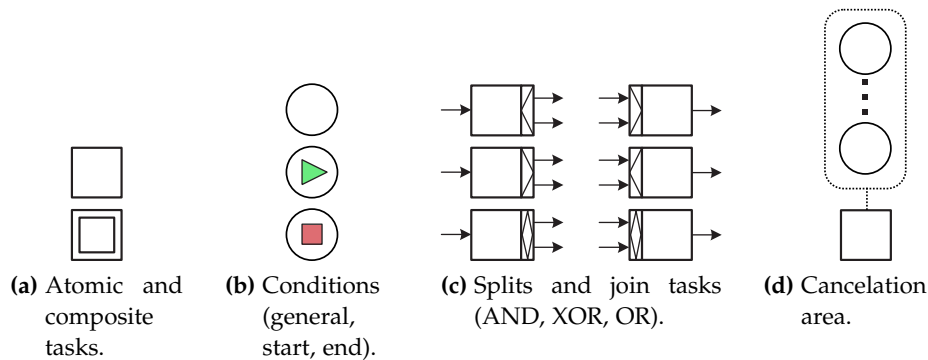 (a) Atomic and
composite
tasks.
(b) Conditions
(general,
start, end).
(c) Splits and join tasks
(AND, XOR, OR).
(d) Cancelation
area.